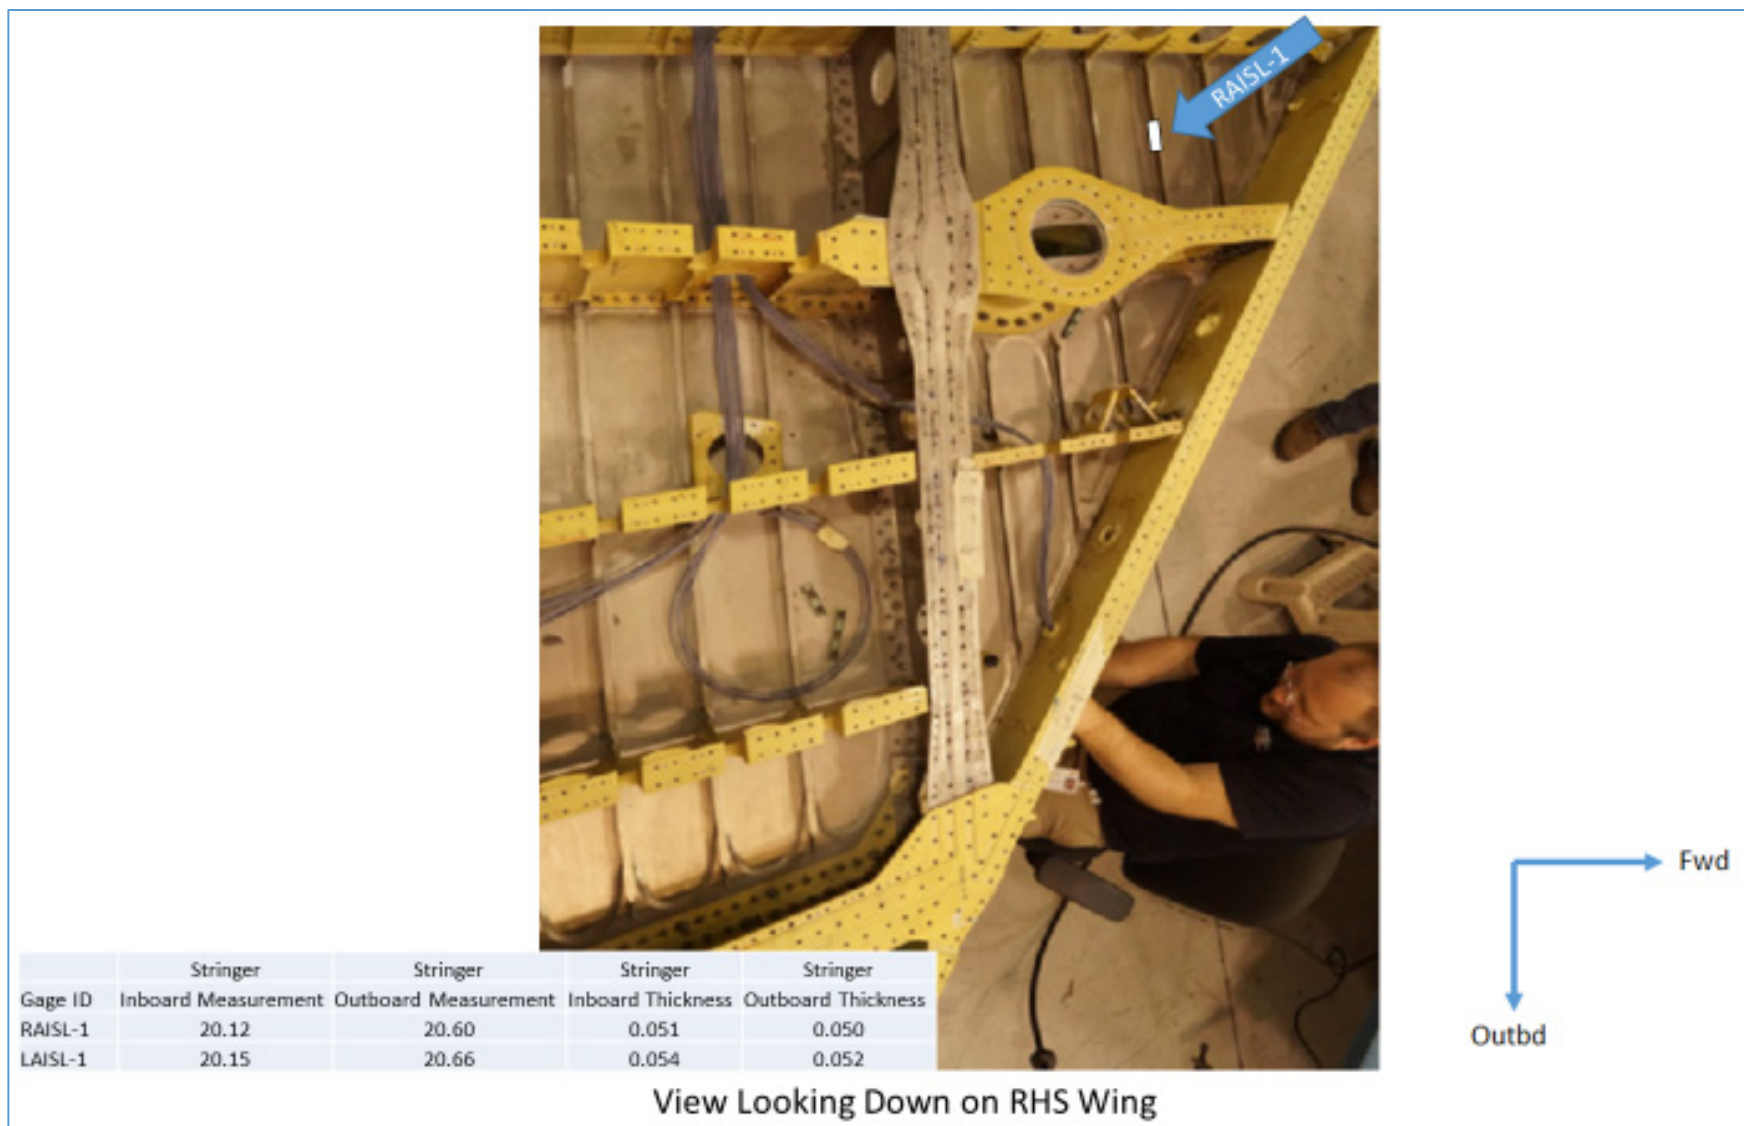 RAISL-1
Fwd
Outbd
Stringer Stringer Stringer Stringer
Gage ID Inboard Measurement Outboard Measurement Inboard Thickness Outboard Thickness
RAISL-1 20.12 20.60 0.051 0.050
LAISL-1 20.15 20.66 0.054 0.052
View Looking Down on RHS Wing